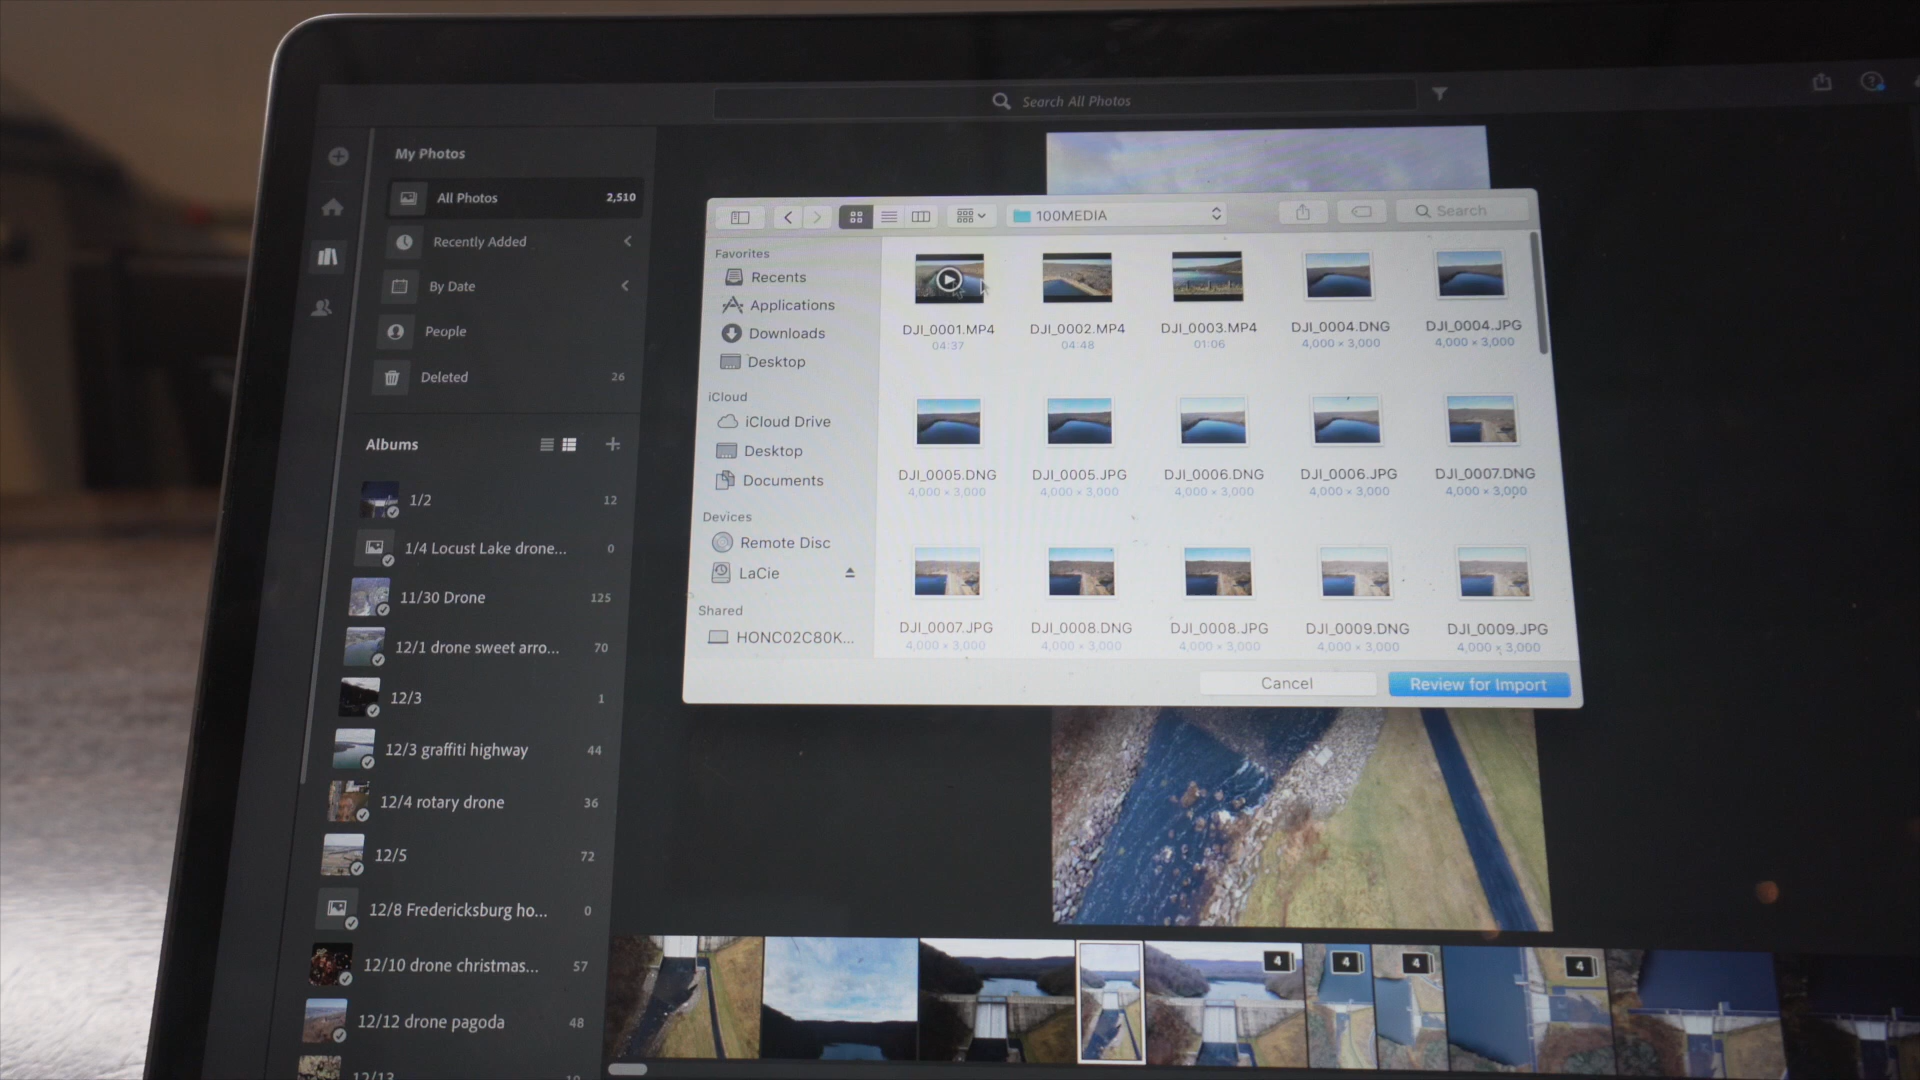 Search All Photos
My Photos
All Photos 2,510
Recently Added
By Date
People
Deleted 26
Albums
1/2 12
1/4 Locust Lake drone... 0
11/30 Drone 125
12/1 drone sweet arro... 70
12/3 1
12/3 graffiti highway 44
12/4 rotary drone 36
12/5 72
12/8 Fredericksburg ho... 0
12/10 drone christmas... 57
12/12 drone pagoda 48
12/13
100MEDIA
Search
Favorites
Recents
Applications
Downloads
Desktop
iCloud
iCloud Drive
Desktop
Documents
Devices
Remote Disc
LaCie
Shared
HONC02C80K...
DJI_0001.MP4 DJI_0002.MP4 DJI_0003.MP4 DJI_0004.DNG DJI_0004.JPG
04:37 04:48 01:06 4,000 × 3,000 4,000 × 3,000
DJI_0005.DNG DJI_0005.JPG DJI_0006.DNG DJI_0006.JPG DJI_0007.DNG
4,000 × 3,000 4,000 × 3,000 4,000 × 3,000 4,000 × 3,000 4,000 × 3,000
DJI_0007.JPG DJI_0008.DNG DJI_0008.JPG DJI_0009.DNG DJI_0009.JPG
4,000 × 3,000 4,000 × 3,000 4,000 × 3,000 4,000 × 3,000 4,000 × 3,000
Cancel Review for Import
4 4 4 4